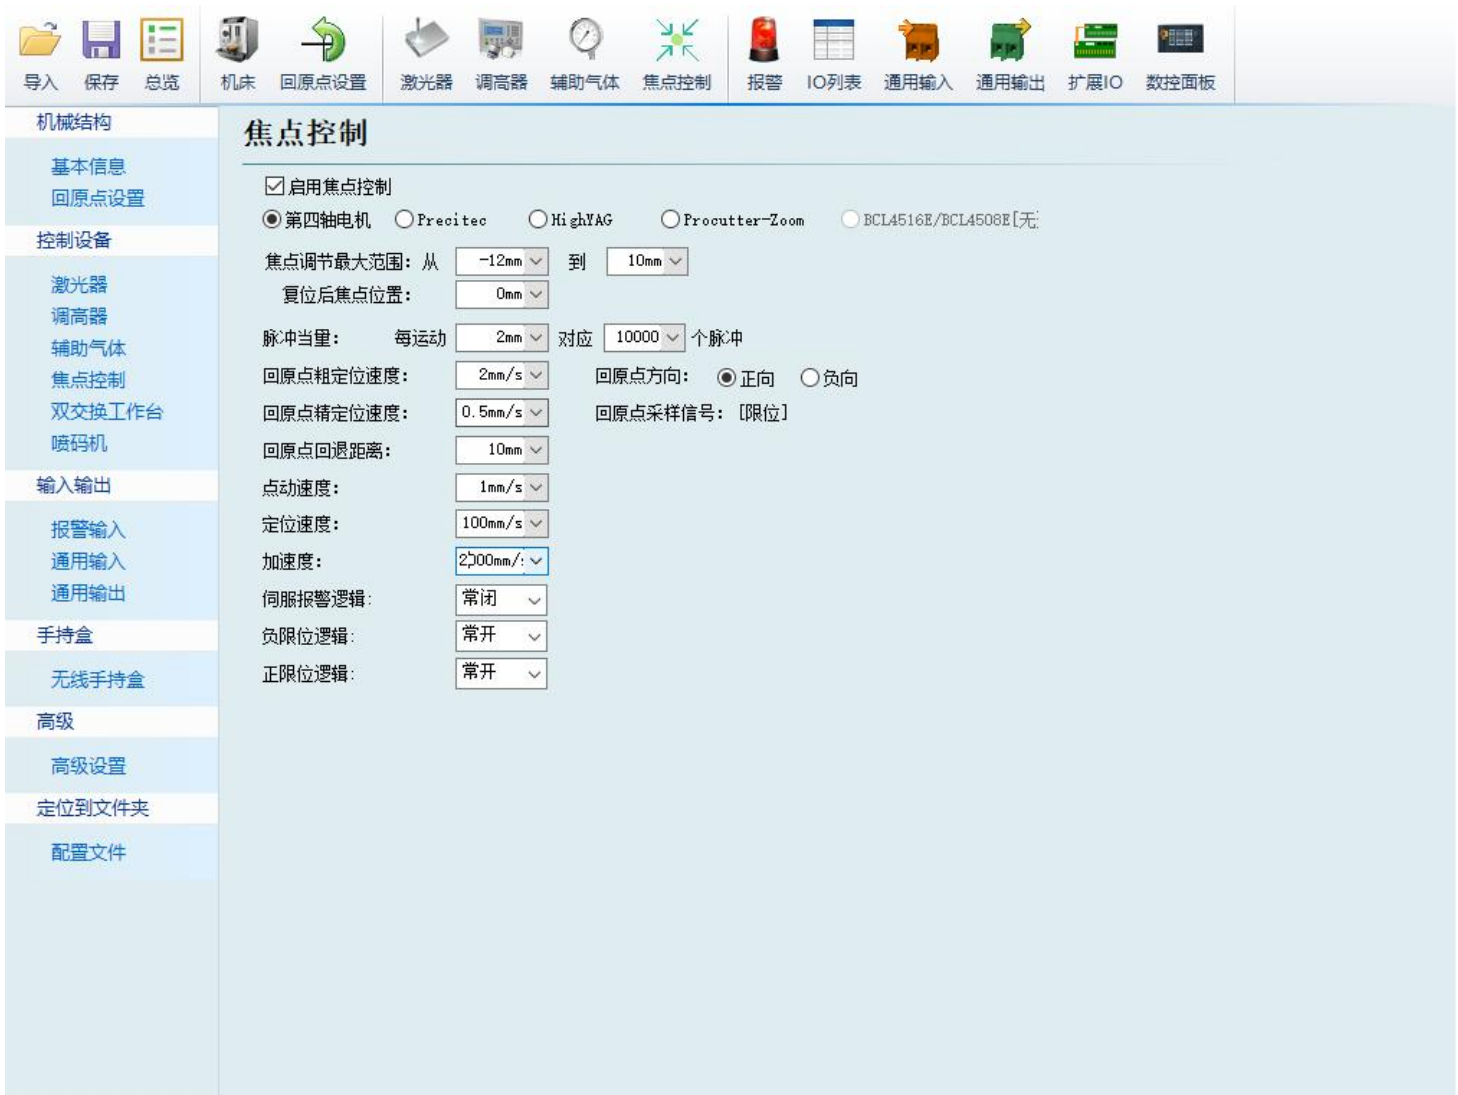 导入 保存 总览 机床 回原点设置 激光器 调高器 辅助气体 焦点控制 报警 IO列表 通用输入 通用输出 扩展IO 数控面板
机械结构
基本信息
回原点设置
控制设备
激光器
调高器
辅助气体
焦点控制
双交换工作台
喷码机
输入输出
报警输入
通用输入
通用输出
手持盒
无线手持盒
高级
高级设置
定位到文件夹
配置文件
焦点控制
启用焦点控制
第四轴电机 Precitec HighYAG Procutter-Zoom BCL4516E/BCL4508E[无
焦点调节最大范围: 从 -12mm 到 10mm
复位后焦点位置: 0mm
脉冲当量: 每运动 2mm 对应 10000 个脉冲
回原点粗定位速度: 2mm/s 回原点方向: 正向 负向
回原点精定位速度: 0.5mm/s 回原点采样信号: [限位]
回原点回退距离: 10mm
点动速度: 1mm/s
定位速度: 100mm/s
加速度: 2000mm/
伺服报警逻辑: 常闭
负限位逻辑: 常开
正限位逻辑: 常开